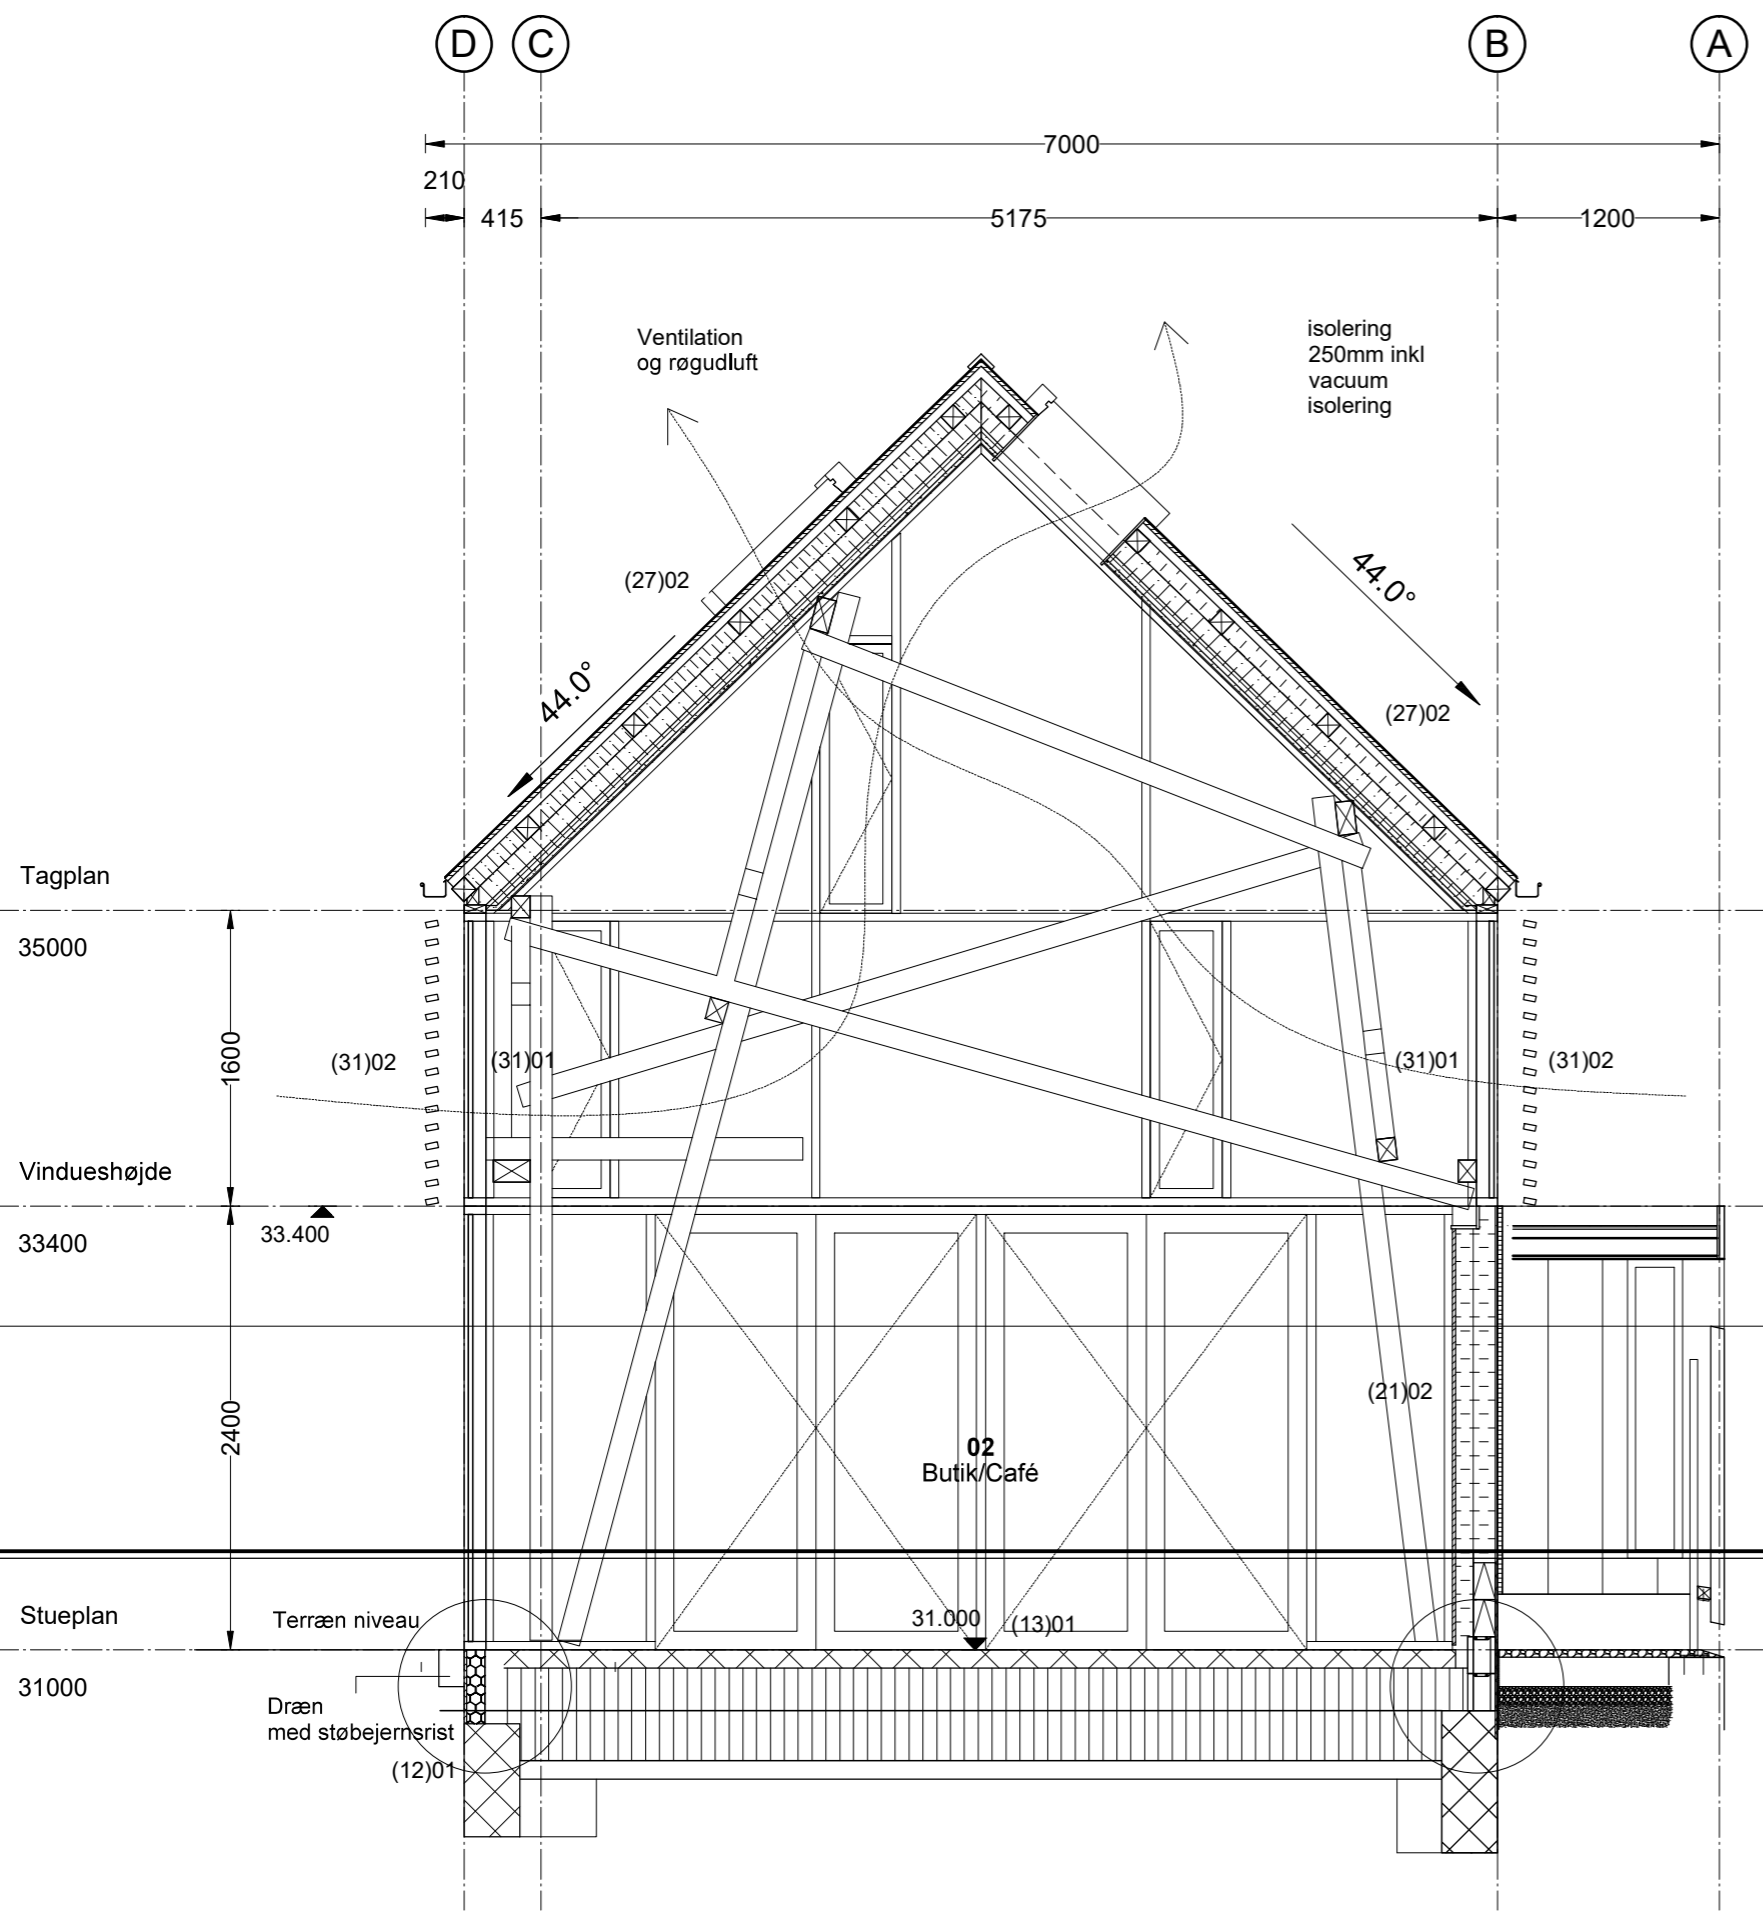 D C B A
7000
210
415 5175 1200
Ventilation
og røgudluft
isolering
250mm inkl
vacuum
isolering
(27)02
44.0°
44.0°
(27)02
Tagplan
35000
1600
(31)02 (31)01 (31)01 (31)02
Vindueshøjde
33400
33.400
2400
(21)02
02
Butik/Café
Stueplan
Terræn niveau
31.000
(13)01
31000
Dræn
med støbejernsrist
(12)01